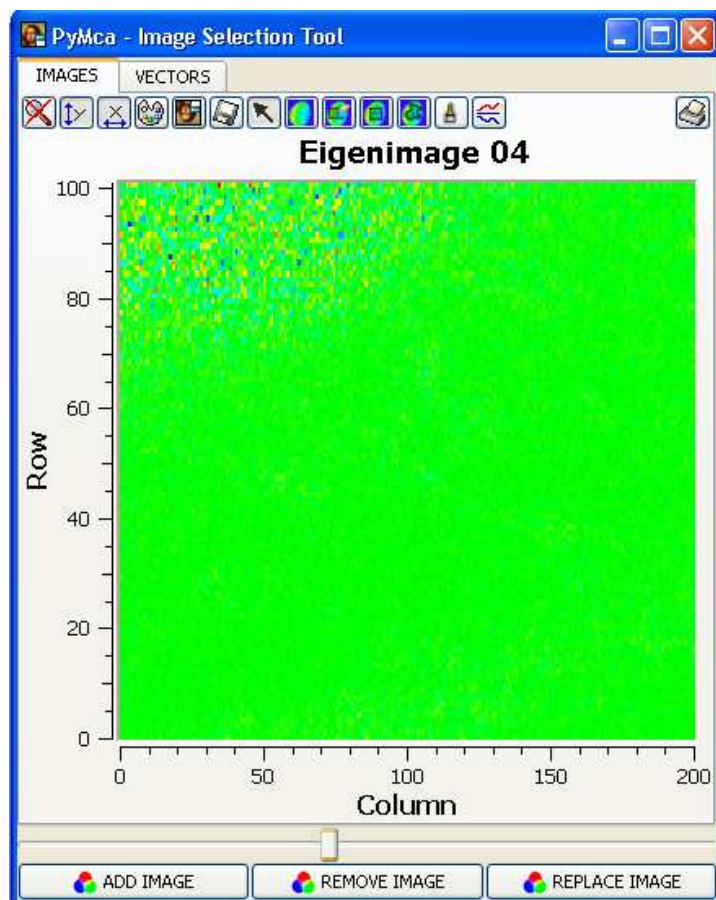 PyMca - Image Selection Tool
IMAGES VECTORS
Eigenimage 04
100
80
60
40
20
0
Row
0 50 100 150 200
Column
ADD IMAGE REMOVE IMAGE REPLACE IMAGE